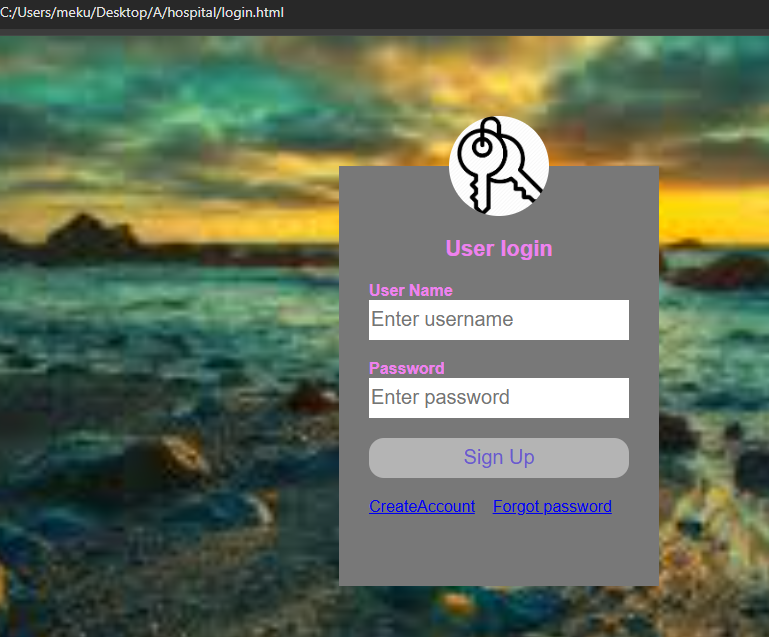 C:/Users/meku/Desktop/A/hospital/login.html
User login
User Name
Enter username
Password
Enter password
Sign Up
CreateAccount Forgot password